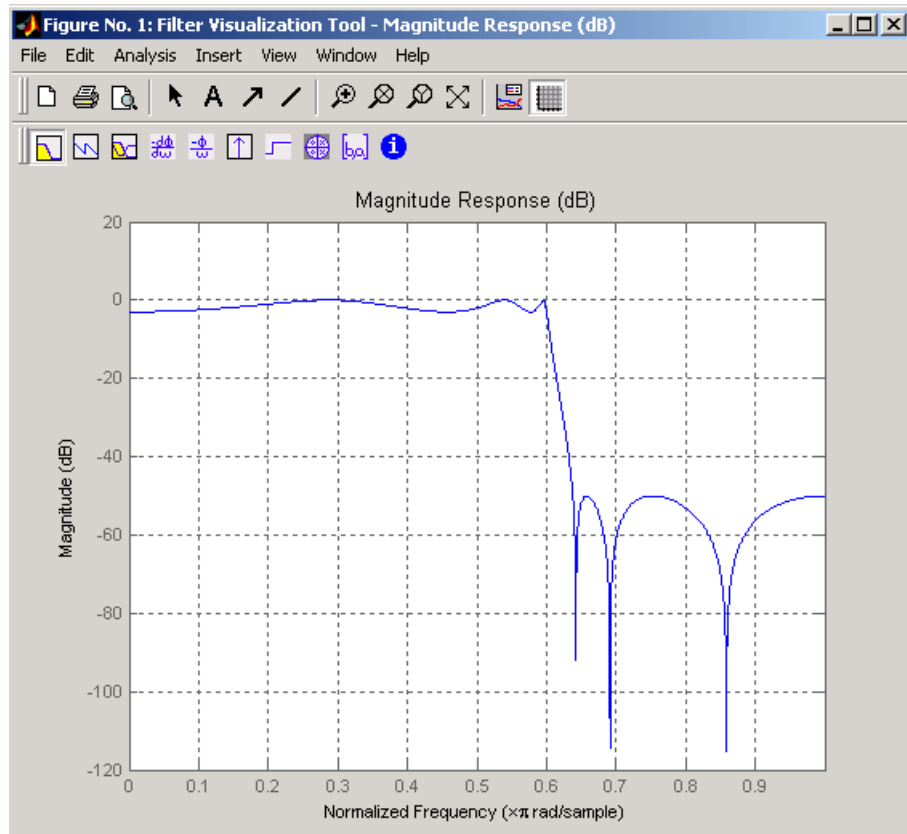 Figure No. 1: Filter Visualization Tool - Magnitude Response (dB)
File Edit Analysis Insert View Window Help
A
[b,a]
i
Magnitude Response (dB)
20
0
-20
-40
-60
-80
-100
-120
Magnitude (dB)
0 0.1 0.2 0.3 0.4 0.5 0.6 0.7 0.8 0.9
Normalized Frequency (×π rad/sample)